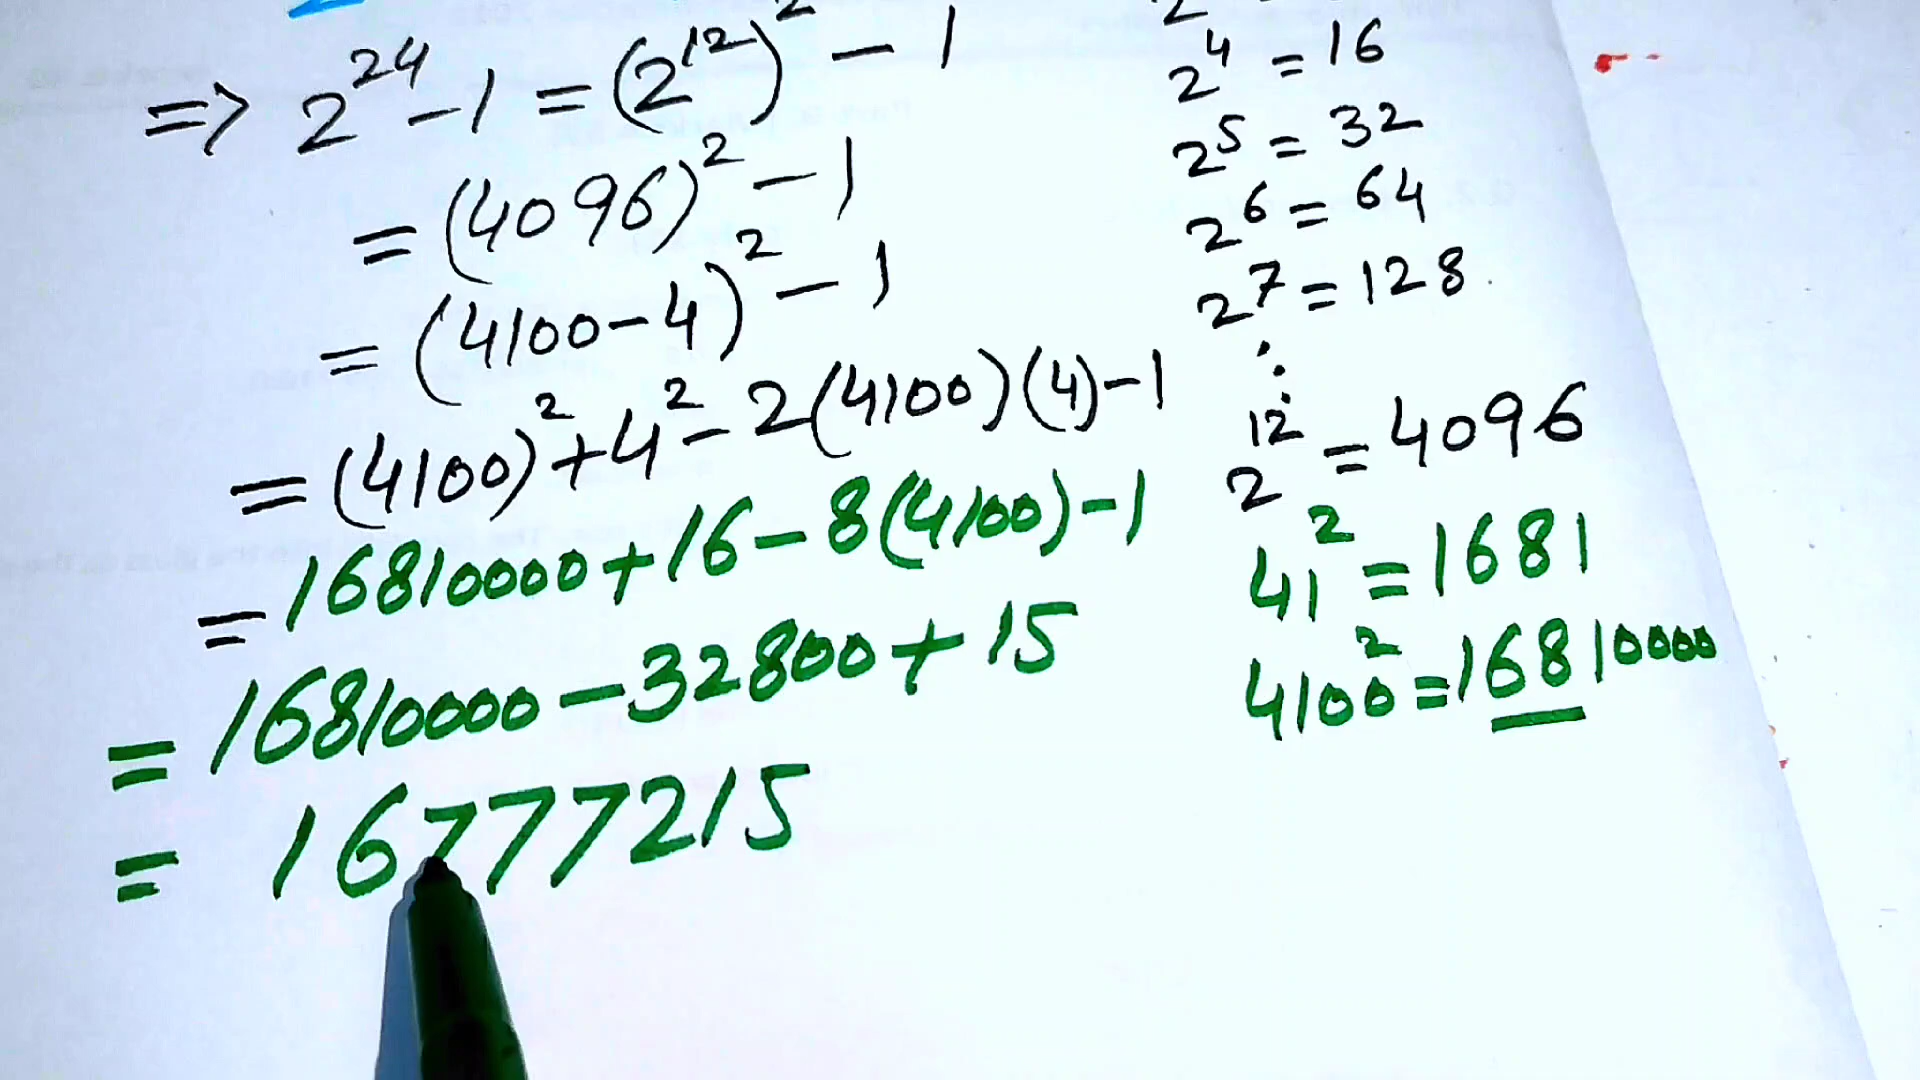 => 2^24 - 1 = (2^12)^2 - 1
= (4096)^2 - 1
= (4100 - 4)^2 - 1
= (4100)^2 + 4^2 - 2(4100)(4) - 1
= 16810000 + 16 - 8(4100) - 1
= 16810000 - 32800 + 15
= 16777215
2^4 = 16
2^5 = 32
2^6 = 64
2^7 = 128
⋮
2^12 = 4096
41^2 = 1681
4100^2 = 16810000